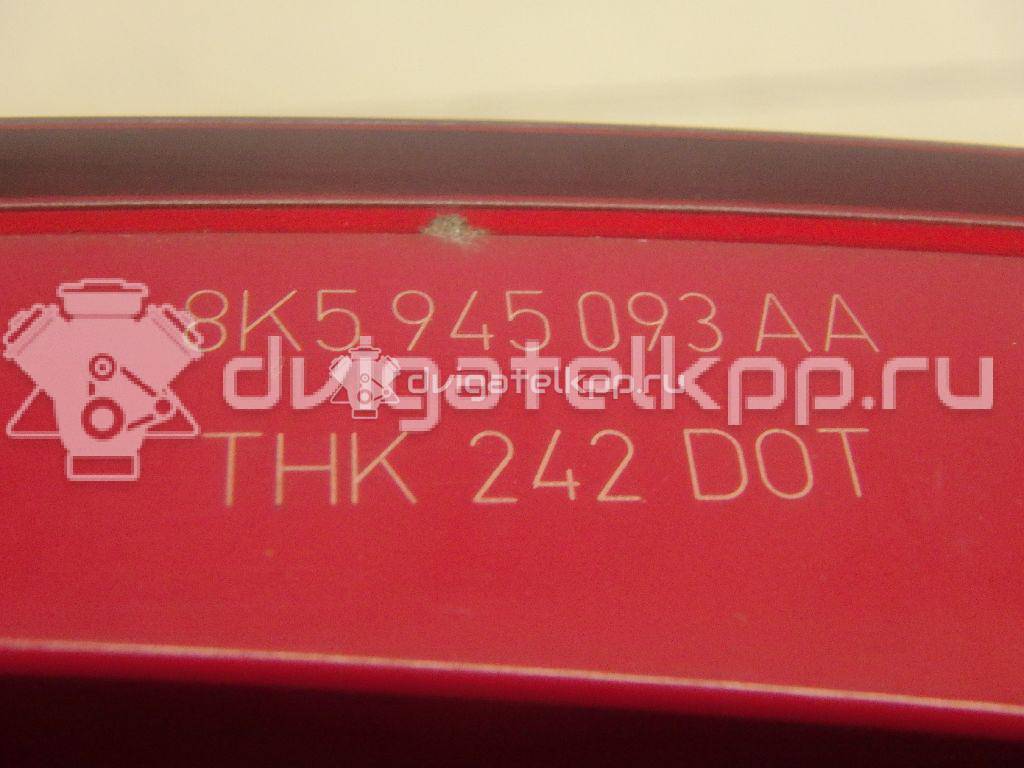 8K5 945 093 AA
dvigatelkpp.ru
dvigatelkpp.ru
THK 242 DOT